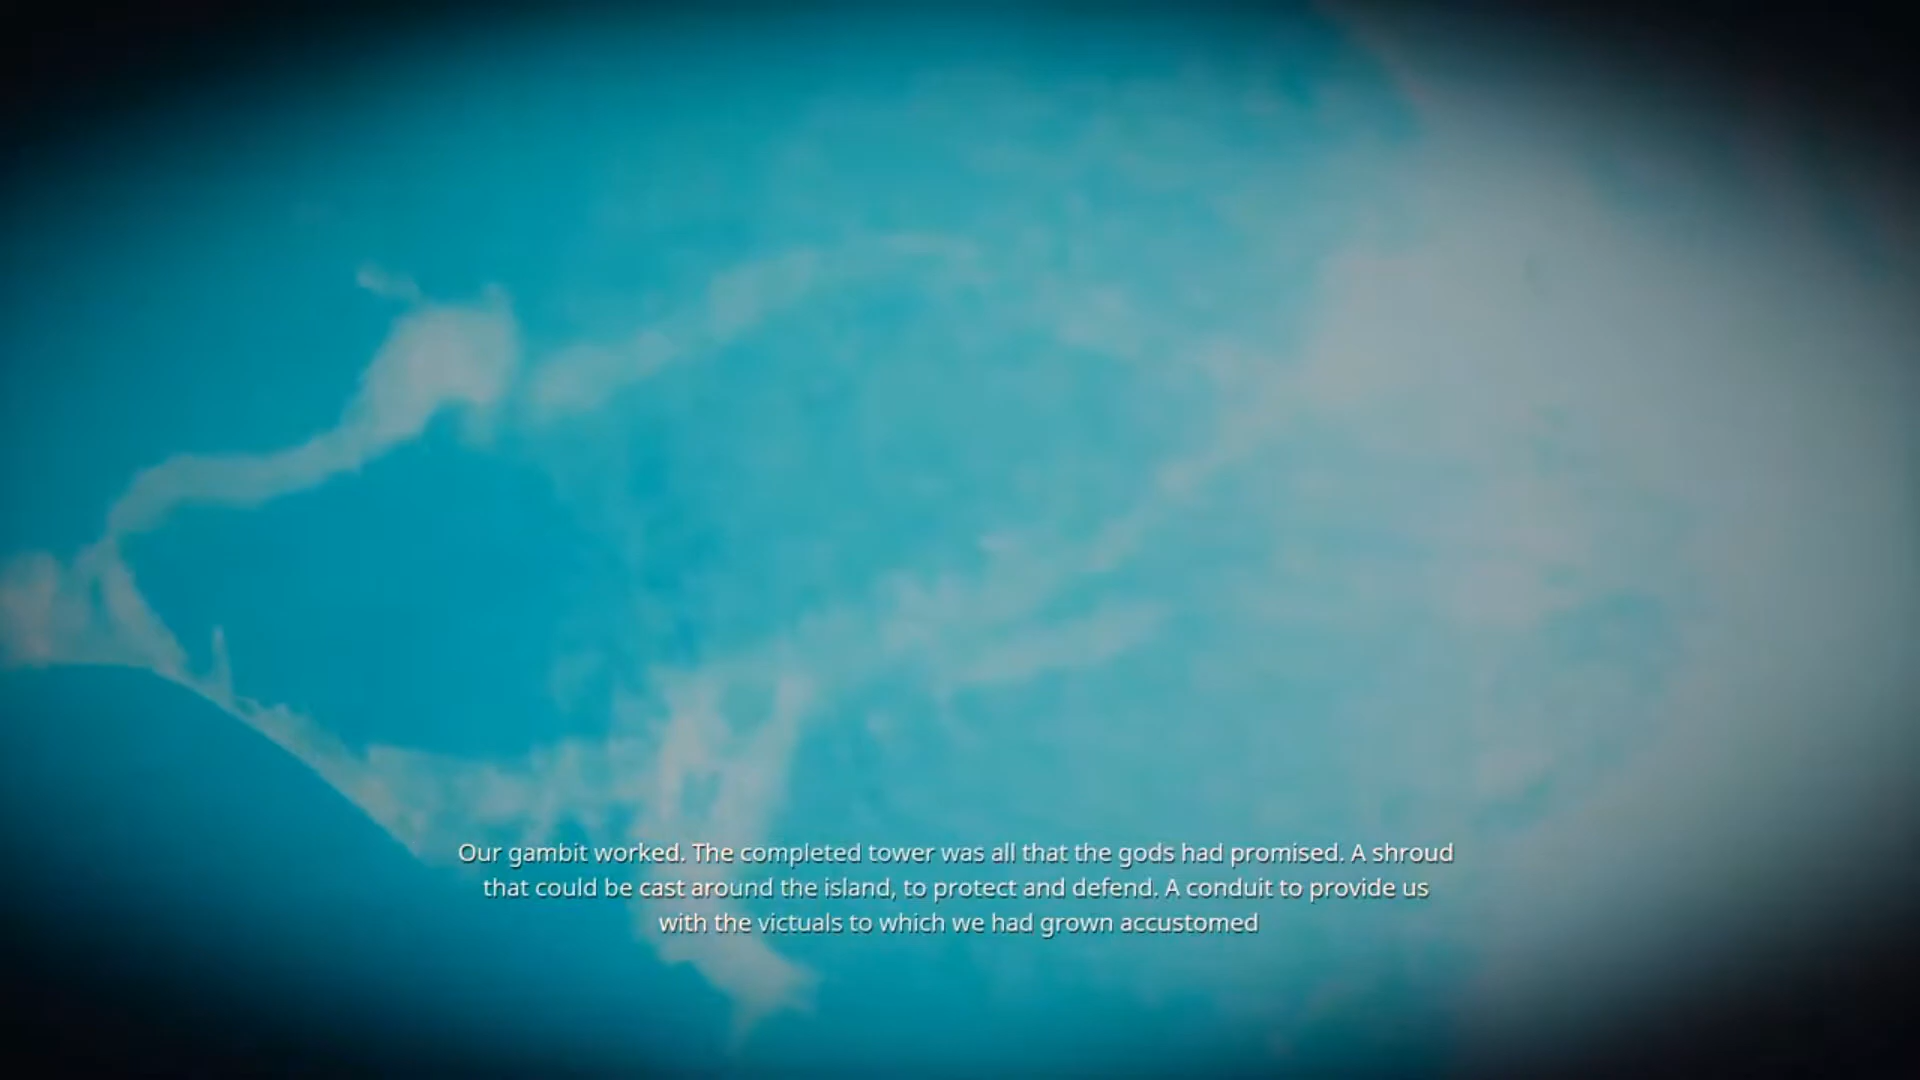 Our gambit worked. The completed tower was all that the gods had promised. A shroud
that could be cast around the island, to protect and defend. A conduit to provide us
with the victuals to which we had grown accustomed